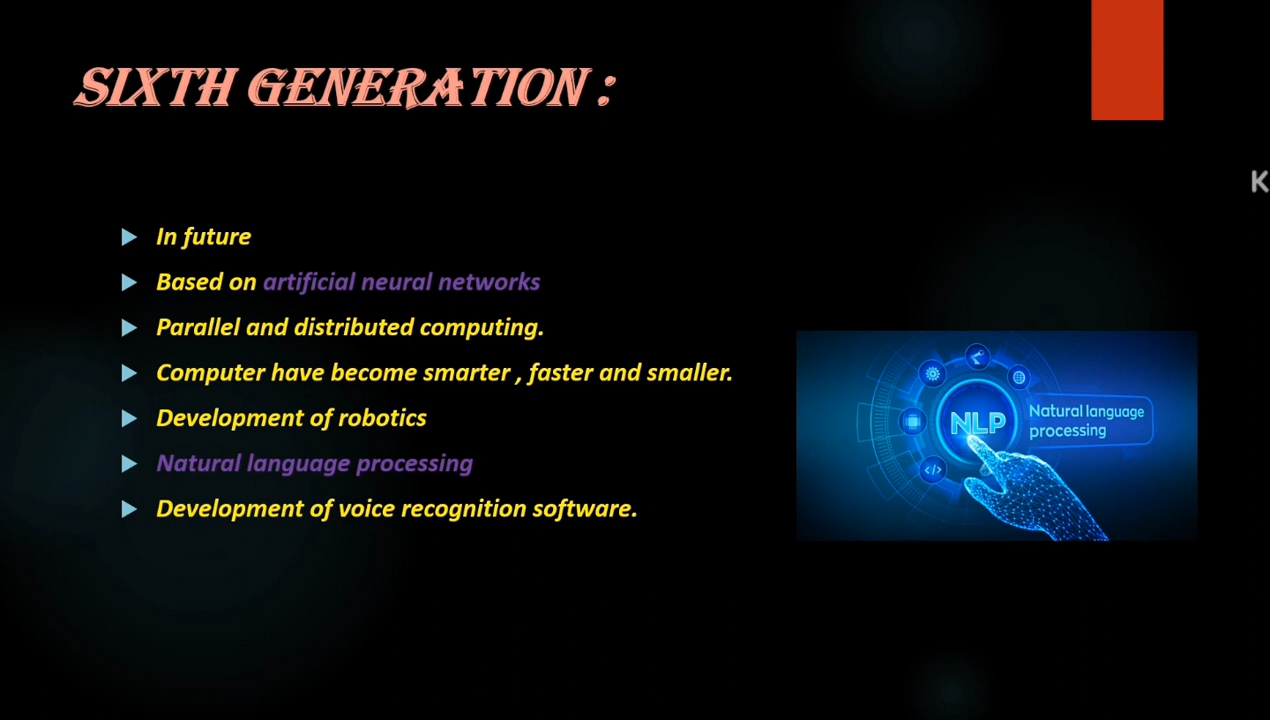 SIXTH GENERATION :
K
In future
Based on artificial neural networks
Parallel and distributed computing.
Computer have become smarter , faster and smaller.
Development of robotics
Natural language processing
Development of voice recognition software.
NLP
Natural language
processing
</>